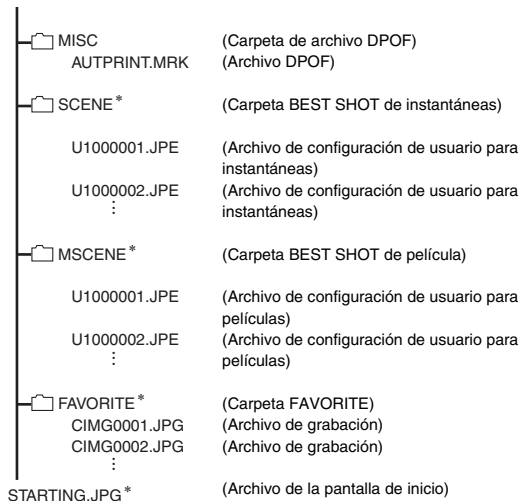 MISC (Carpeta de archivo DPOF)
AUTPRINT.MRK (Archivo DPOF)
SCENE* (Carpeta BEST SHOT de instantáneas)
U1000001.JPE (Archivo de configuración de usuario para
instantáneas)
U1000002.JPE (Archivo de configuración de usuario para
instantáneas)
⋮
MSCENE* (Carpeta BEST SHOT de película)
U1000001.JPE (Archivo de configuración de usuario para
películas)
U1000002.JPE (Archivo de configuración de usuario para
películas)
⋮
FAVORITE* (Carpeta FAVORITE)
CIMG0001.JPG (Archivo de grabación)
CIMG0002.JPG (Archivo de grabación)
⋮
STARTING.JPG* (Archivo de la pantalla de inicio)